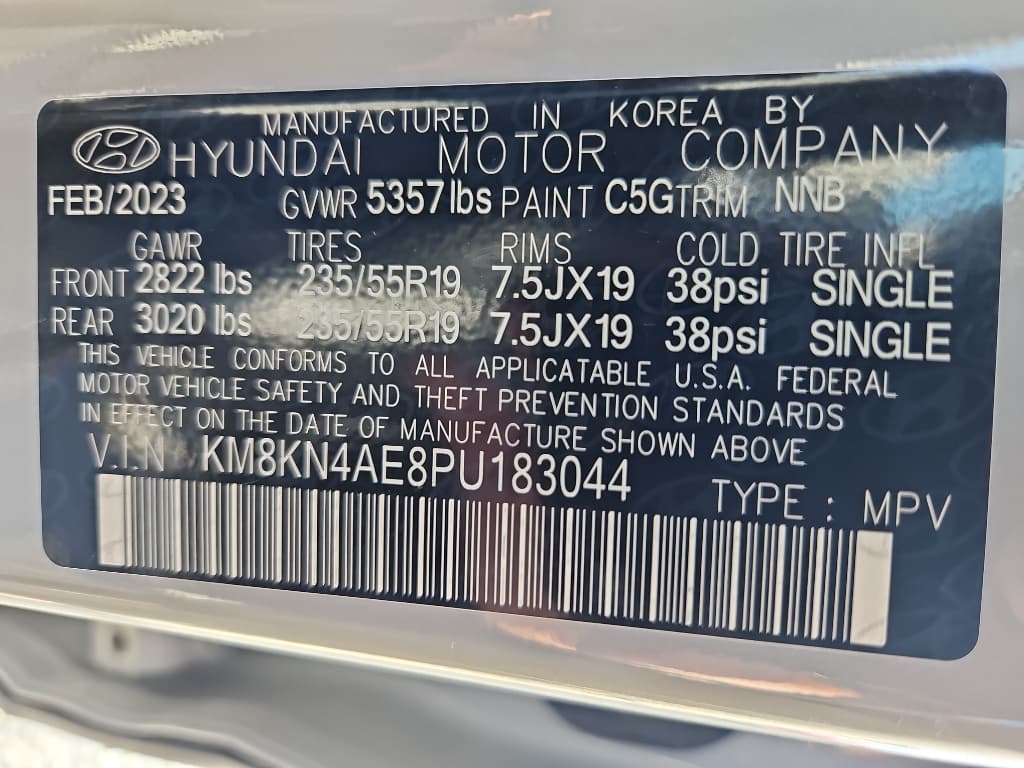 MANUFACTURED IN KOREA BY
HYUNDAI MOTOR COMPANY
FEB/2023 GVWR 5357 lbs PAINT C5G TRIM NNB
GAWR TIRES RIMS COLD TIRE INFL
FRONT 2822 lbs 235/55R19 7.5JX19 38psi SINGLE
REAR 3020 lbs 235/55R19 7.5JX19 38psi SINGLE
THIS VEHICLE CONFORMS TO ALL APPLICATABLE U.S.A. FEDERAL
MOTOR VEHICLE SAFETY AND THEFT PREVENTION STANDARDS
IN EFFECT ON THE DATE OF MANUFACTURE SHOWN ABOVE
V.I.N KM8KN4AE8PU183044 TYPE : MPV